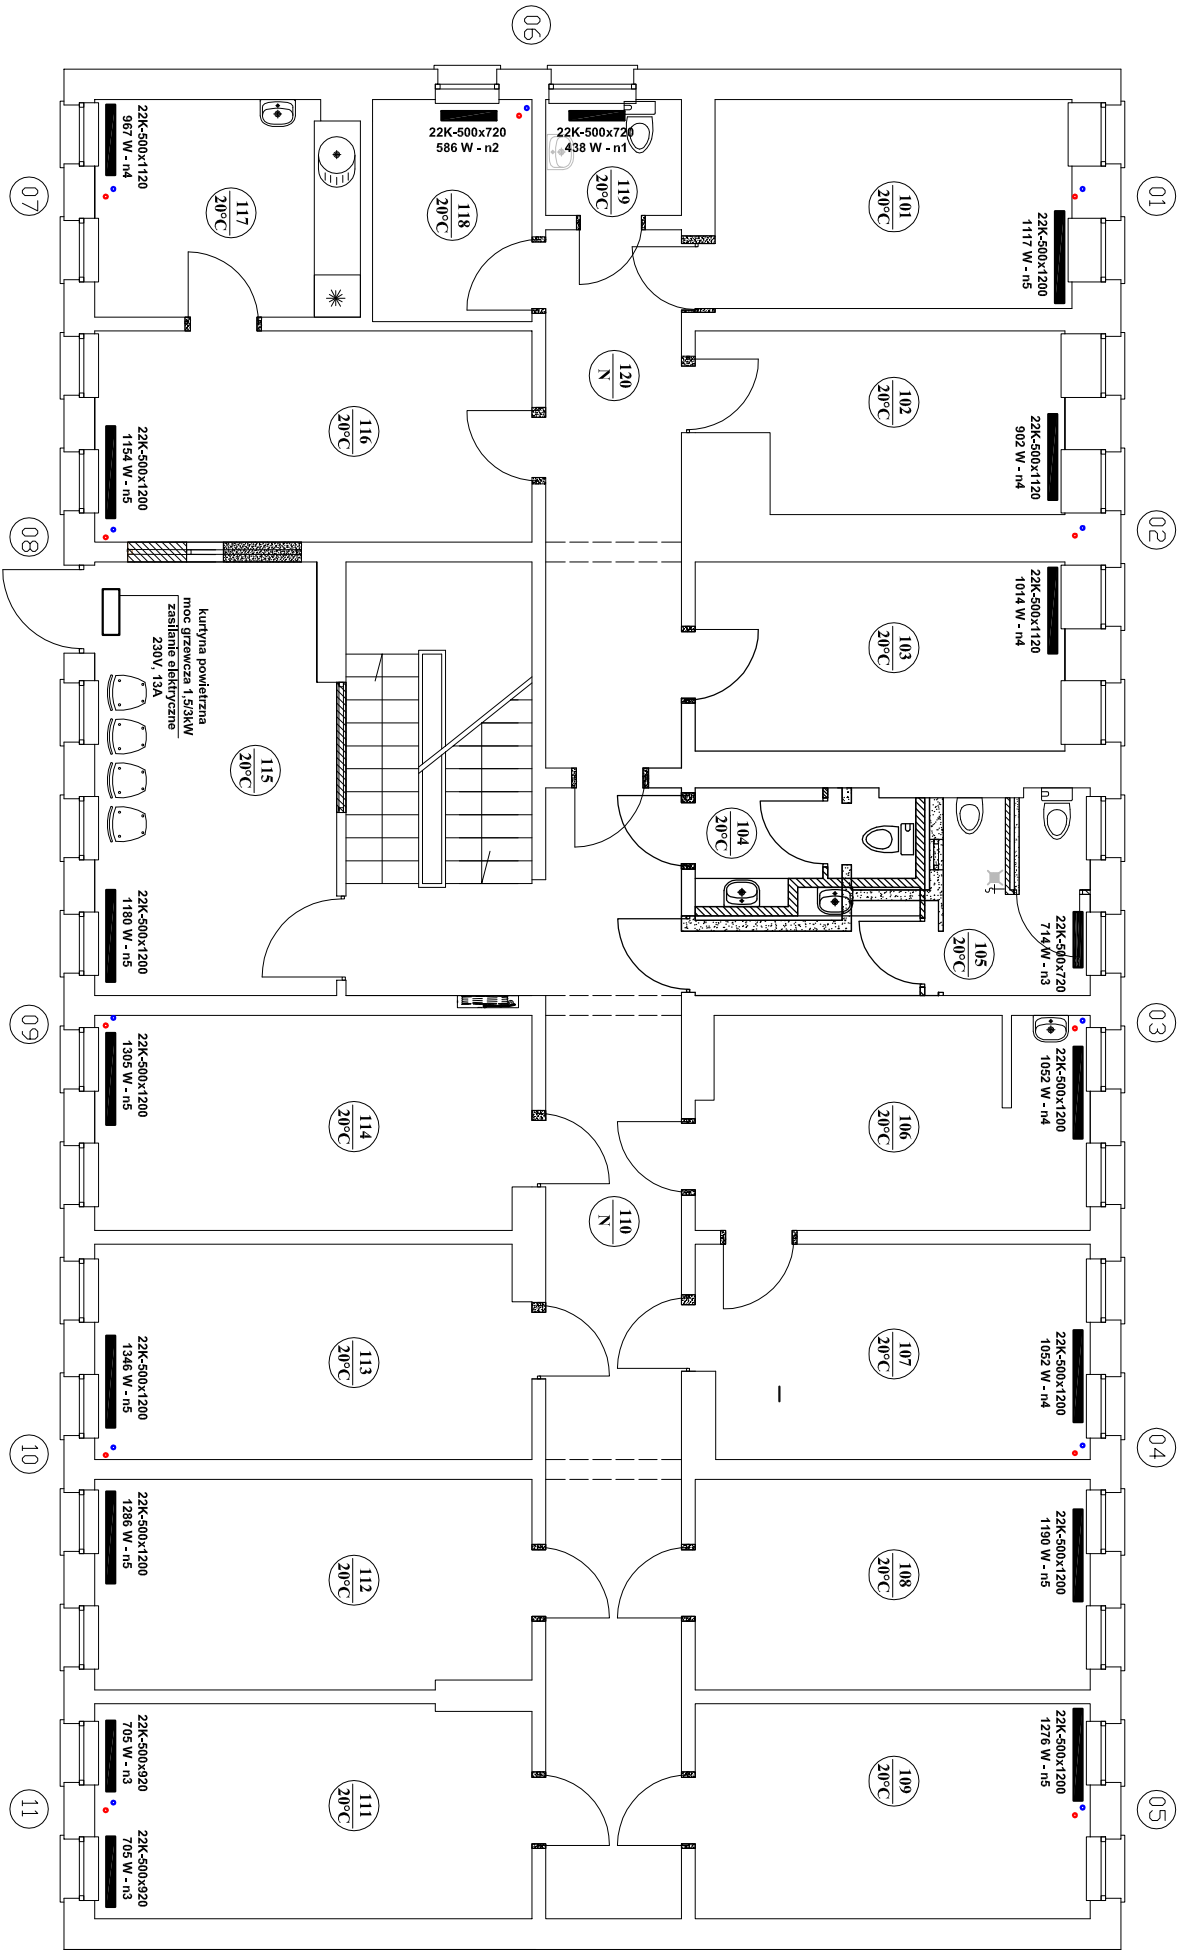 06
01
02
03
04
05
07
08
09
10
11
22K-500x1120
967 W - n4
22K-500x720
586 W - n2
22K-500x720
438 W - n1
22K-500x1200
1117 W - n5
117
20°C
118
20°C
119
20°C
101
20°C
116
20°C
120
N
102
20°C
22K-500x1120
902 W - n4
22K-500x1200
1154 W - n5
22K-500x1120
1014 W - n4
103
20°C
kurtyna powietrzna
moc grzewcza 1,5/3kW
zasilanie elektryczne
230V, 13A
115
20°C
104
20°C
105
20°C
22K-500x720
714 W - n3
22K-500x1200
1180 W - n5
22K-500x1200
1305 W - n5
114
20°C
110
N
106
20°C
22K-500x1200
1052 W - n4
22K-500x1200
1346 W - n5
113
20°C
107
20°C
22K-500x1200
1052 W - n4
22K-500x1200
1286 W - n5
112
20°C
108
20°C
22K-500x1200
1190 W - n5
22K-500x920
705 W - n3
22K-500x920
705 W - n3
111
20°C
109
20°C
22K-500x1200
1276 W - n5